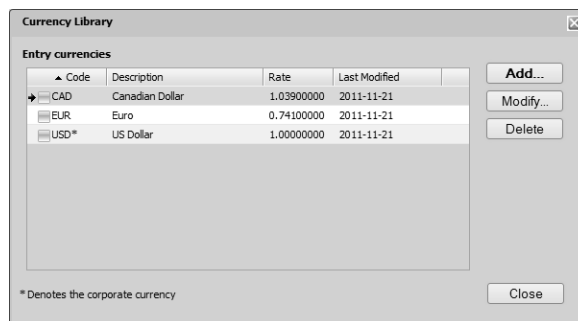 Currency Library
Entry currencies
Code Description Rate Last Modified
CAD Canadian Dollar 1.03900000 2011-11-21
EUR Euro 0.74100000 2011-11-21
USD* US Dollar 1.00000000 2011-11-21
Add...
Modify...
Delete
* Denotes the corporate currency
Close